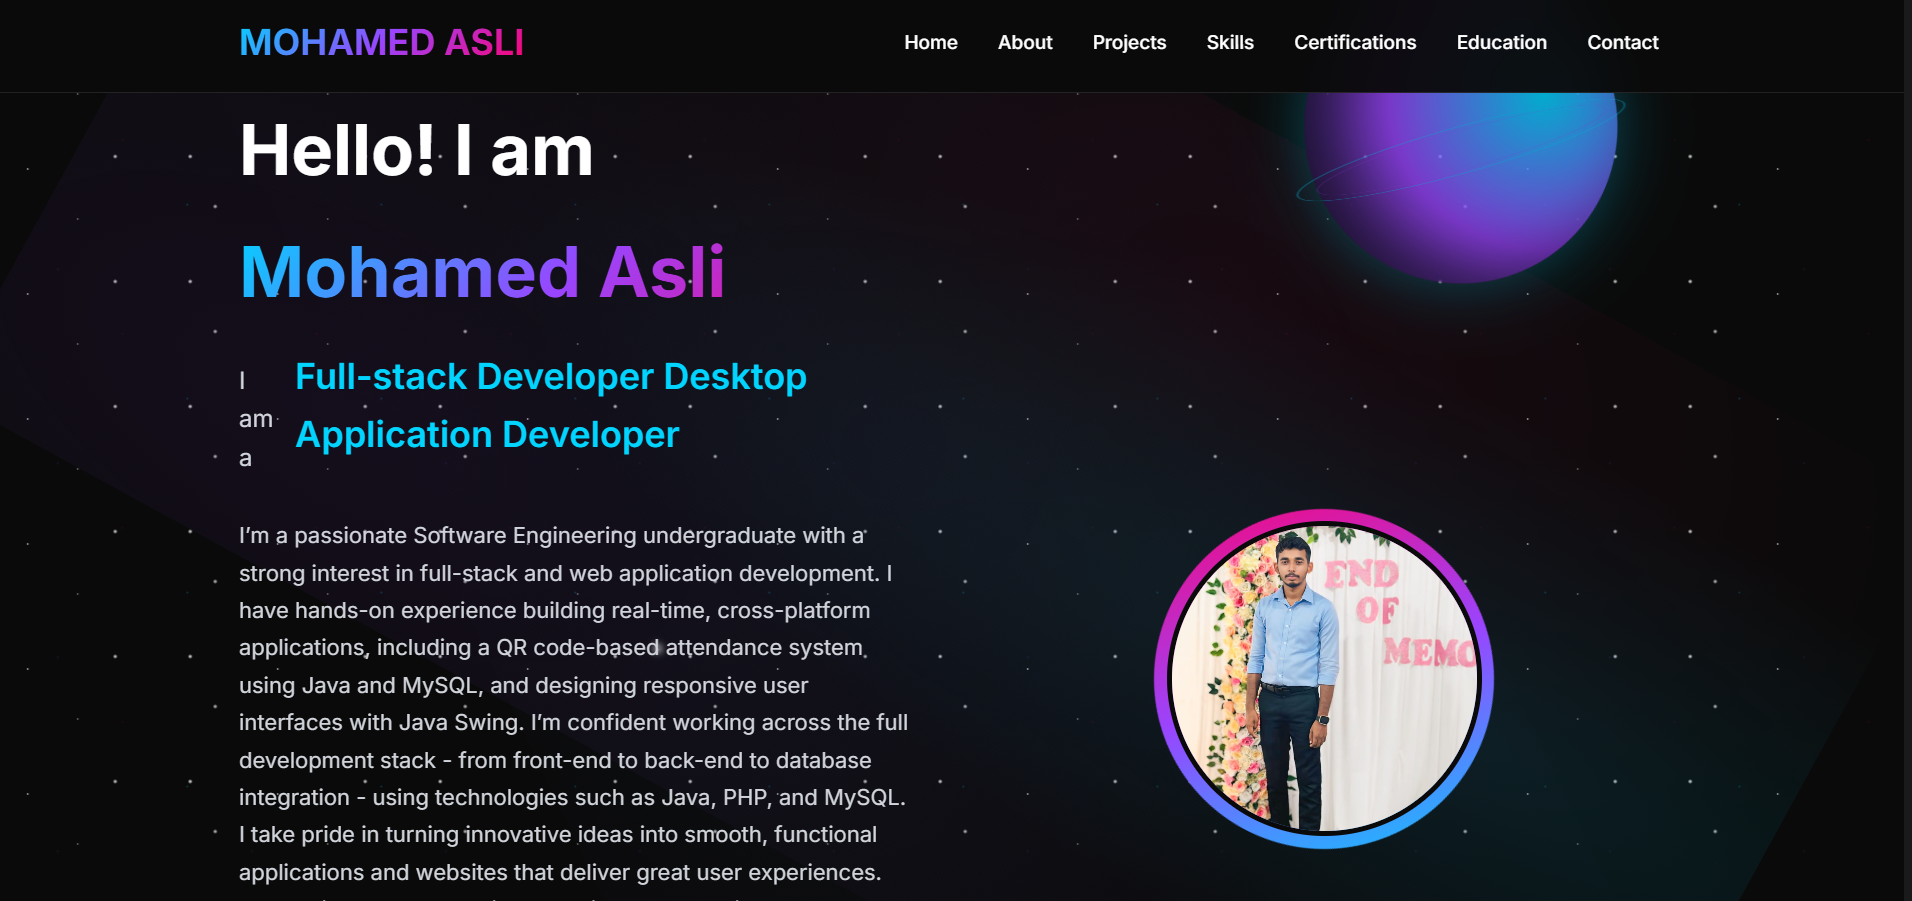 MOHAMED ASLI
Home About Projects Skills Certifications Education Contact
Hello! I am
Mohamed Asli
I am a
Full-stack Developer Desktop
Application Developer
I’m a passionate Software Engineering undergraduate with a
strong interest in full-stack and web application development. I
have hands-on experience building real-time, cross-platform
applications, including a QR code-based attendance system
using Java and MySQL, and designing responsive user
interfaces with Java Swing. I’m confident working across the full
development stack - from front-end to back-end to database
integration - using technologies such as Java, PHP, and MySQL.
I take pride in turning innovative ideas into smooth, functional
applications and websites that deliver great user experiences.
END
OF
MEMO